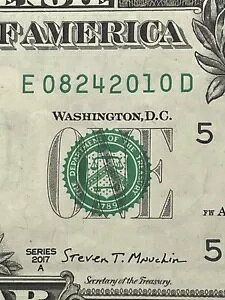 F AMERICA
E 08242010 D
WASHINGTON, D.C.
5
ONE
THE DEPARTMENT OF THE TREASURY
1789
FW A
SERIES
2017
A
Steven T. Mnuchin
5
Secretary of the Treasury.